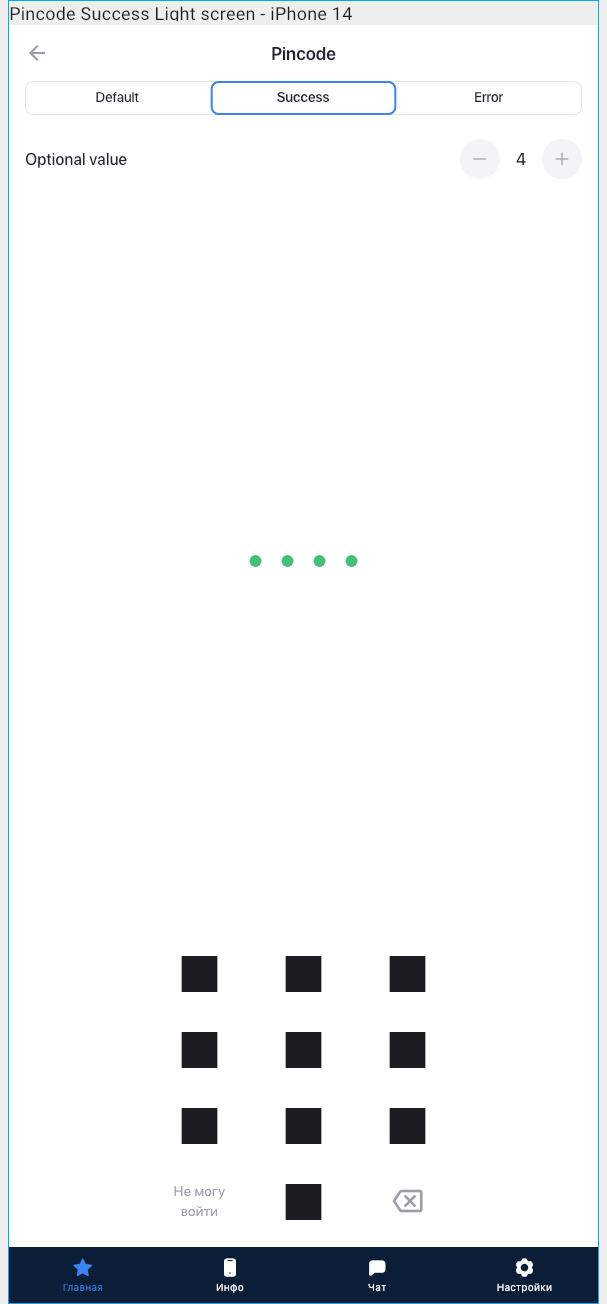 Pincode Success Light screen - iPhone 14
Pincode
Default
Success
Error
Optional value
4
Не могу
войти
Главная
Инфо
Чат
Настройки